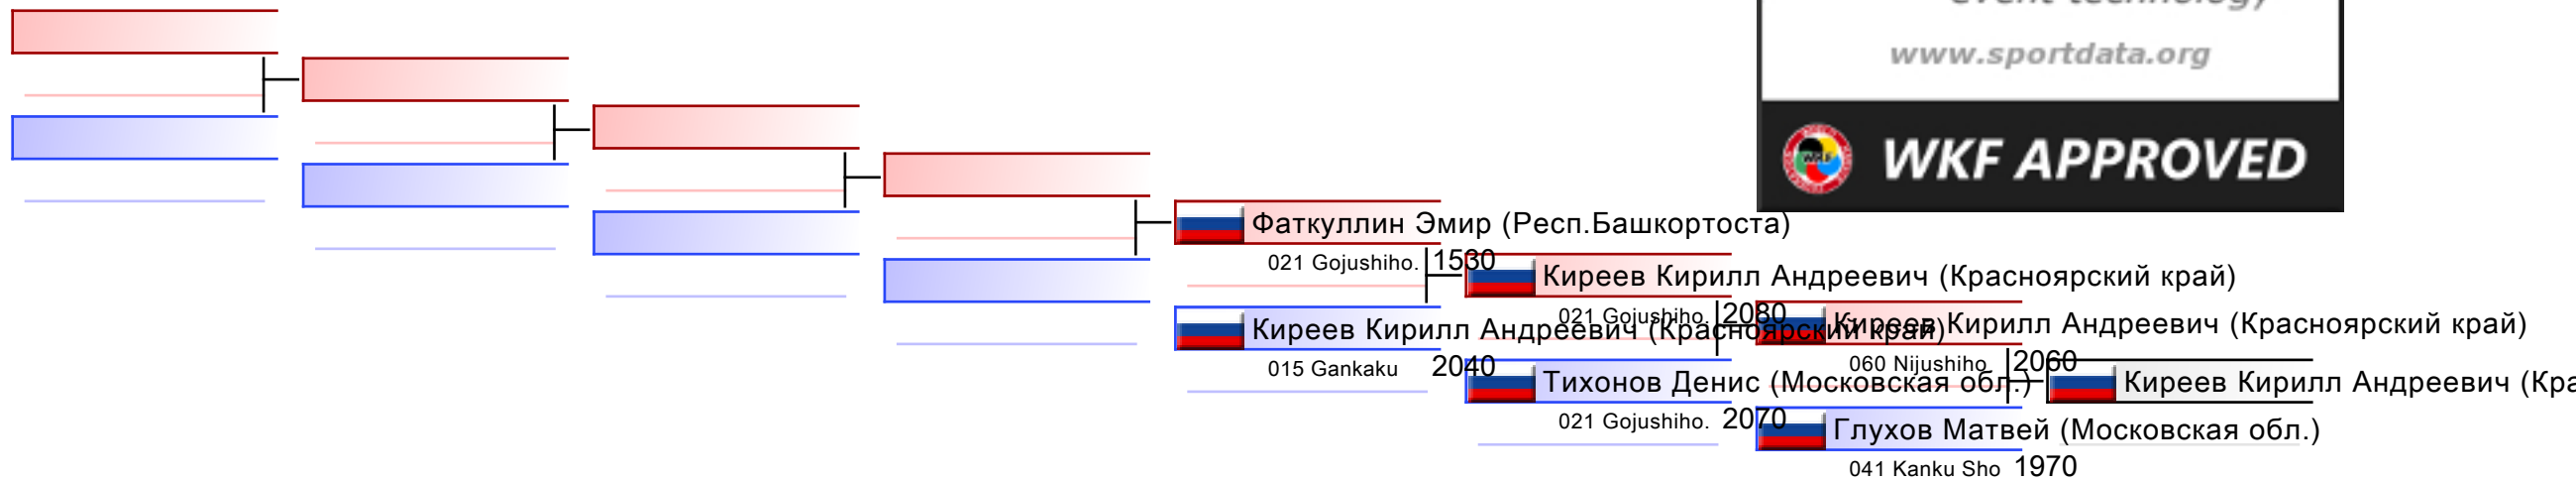 event technology
www.sportdata.org
WKF APPROVED
Фаткуллин Эмир (Респ.Башкортоста)
021 Gojushiho. 1530
Киреев Кирилл Андреевич (Красноярский край)
021 Gojushiho. 2080
Киреев Кирилл Андреевич (Красноярский край)
015 Gankaku 2040
Киреев Кирилл Андреевич (Красноярский край)
060 Nijushiho 2060
Тихонов Денис (Московская обл.)
021 Gojushiho. 2070
Киреев Кирилл Андреевич (Кра
Глухов Матвей (Московская обл.)
041 Kanku Sho 1970